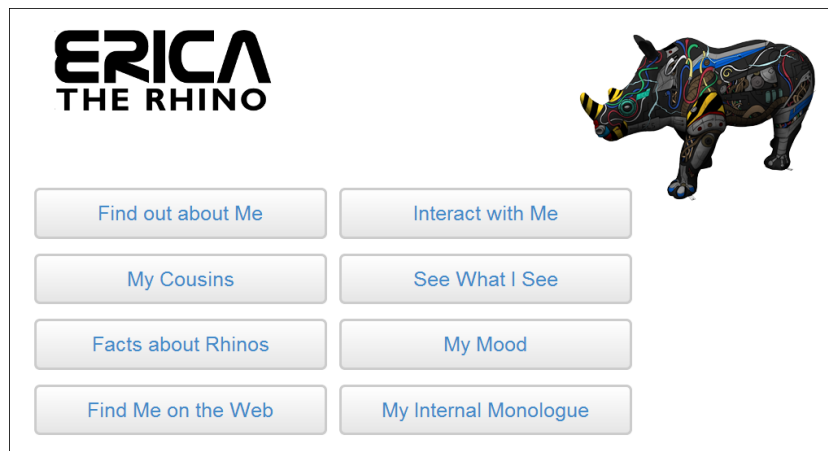 ERICA
THE RHINO
Find out about Me
Interact with Me
My Cousins
See What I See
Facts about Rhinos
My Mood
Find Me on the Web
My Internal Monologue